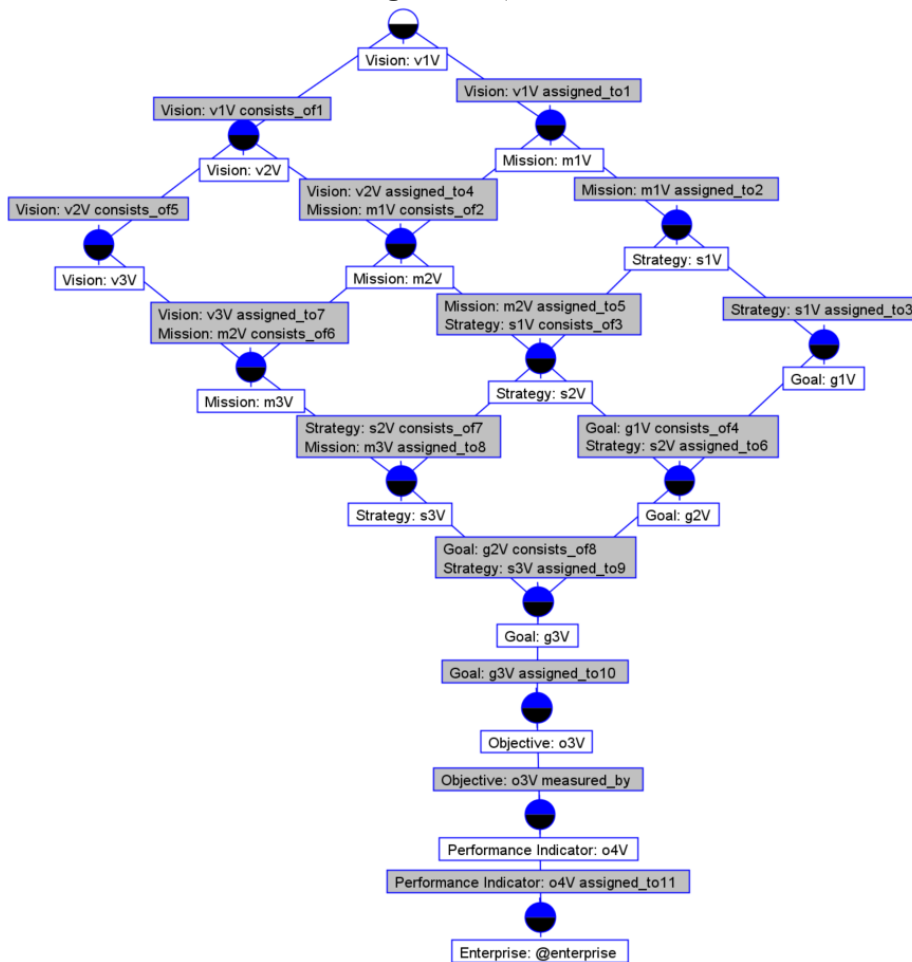 Vision: v1V
Vision: v1V assigned_to1
Vision: v1V consists_of1
Mission: m1V
Vision: v2V
Vision: v2V assigned_to4
Mission: m1V consists_of2
Mission: m1V assigned_to2
Vision: v2V consists_of5
Strategy: s1V
Vision: v3V
Mission: m2V
Vision: v3V assigned_to7
Mission: m2V consists_of6
Mission: m2V assigned_to5
Strategy: s1V consists_of3
Strategy: s1V assigned_to3
Goal: g1V
Strategy: s2V
Mission: m3V
Strategy: s2V consists_of7
Mission: m3V assigned_to8
Goal: g1V consists_of4
Strategy: s2V assigned_to6
Strategy: s3V
Goal: g2V
Goal: g2V consists_of8
Strategy: s3V assigned_to9
Goal: g3V
Goal: g3V assigned_to10
Objective: o3V
Objective: o3V measured_by
Performance Indicator: o4V
Performance Indicator: o4V assigned_to11
Enterprise: @enterprise